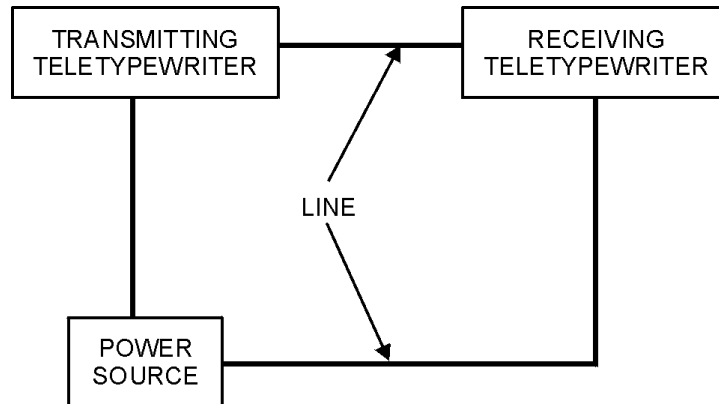 TRANSMITTING
TELETYPEWRITER
RECEIVING
TELETYPEWRITER
LINE
POWER
SOURCE